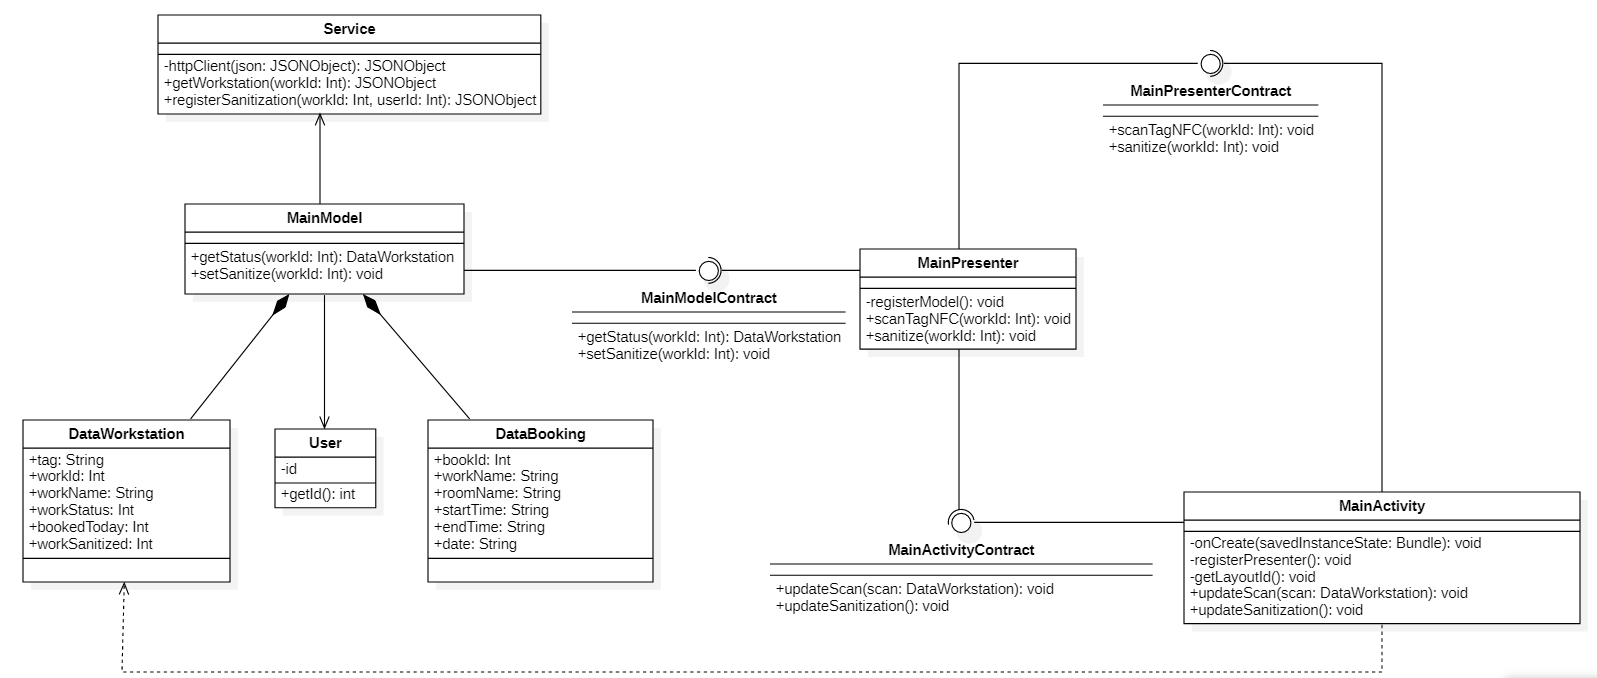 Service
-httpClient(json: JSONObject): JSONObject
+getWorkstation(workId: Int): JSONObject
+registerSanitization(workId: Int, userId: Int): JSONObject
MainPresenterContract
+scanTagNFC(workId: Int): void
+sanitize(workId: Int): void
MainModel
+getStatus(workId: Int): DataWorkstation
+setSanitize(workId: Int): void
MainModelContract
+getStatus(workId: Int): DataWorkstation
+setSanitize(workId: Int): void
MainPresenter
-registerModel(): void
+scanTagNFC(workId: Int): void
+sanitize(workId: Int): void
DataWorkstation
+tag: String
+workId: Int
+workName: String
+workStatus: Int
+bookedToday: Int
+workSanitized: Int
User
-id
+getId(): int
DataBooking
+bookId: Int
+workName: String
+roomName: String
+startTime: String
+endTime: String
+date: String
MainActivityContract
+updateScan(scan: DataWorkstation): void
+updateSanitization(): void
MainActivity
-onCreate(savedInstanceState: Bundle): void
-registerPresenter(): void
-getLayoutId(): void
+updateScan(scan: DataWorkstation): void
+updateSanitization(): void